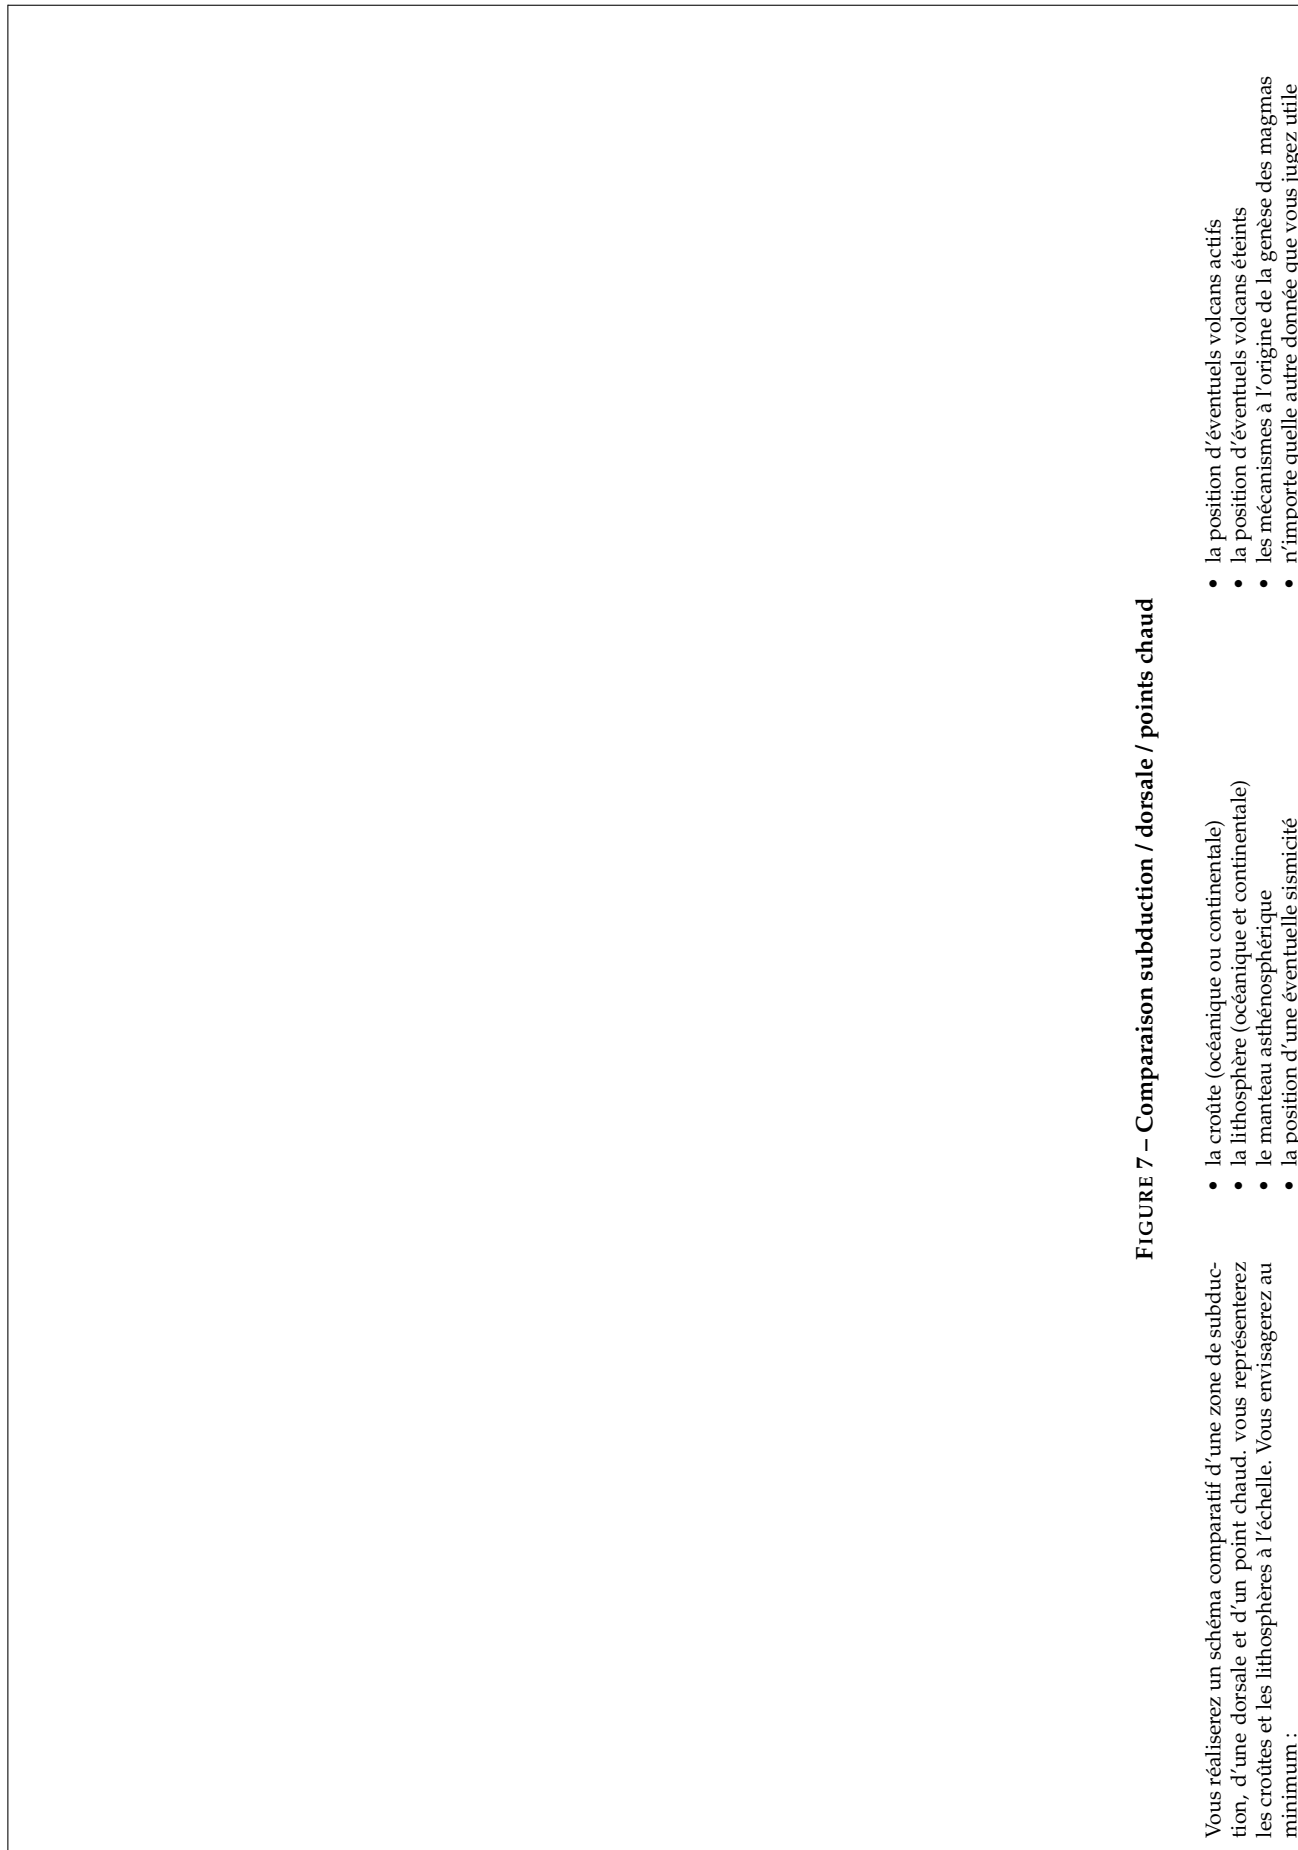 FIGURE 7 – Comparaison subduction / dorsale / points chaud
Vous réaliserez un schéma comparatif d'une zone de subduc-
tion, d'une dorsale et d'un point chaud. vous représenterez
les croûtes et les lithosphères à l'échelle. Vous envisagerez au
minimum :
• la croûte (océanique ou continentale)
• la lithosphère (océanique et continentale)
• le manteau asthénosphérique
• la position d'une éventuelle sismicité
• la position d'éventuels volcans actifs
• la position d'éventuels volcans éteints
• les mécanismes à l'origine de la genèse des magmas
• n'importe quelle autre donnée que vous jugez utile